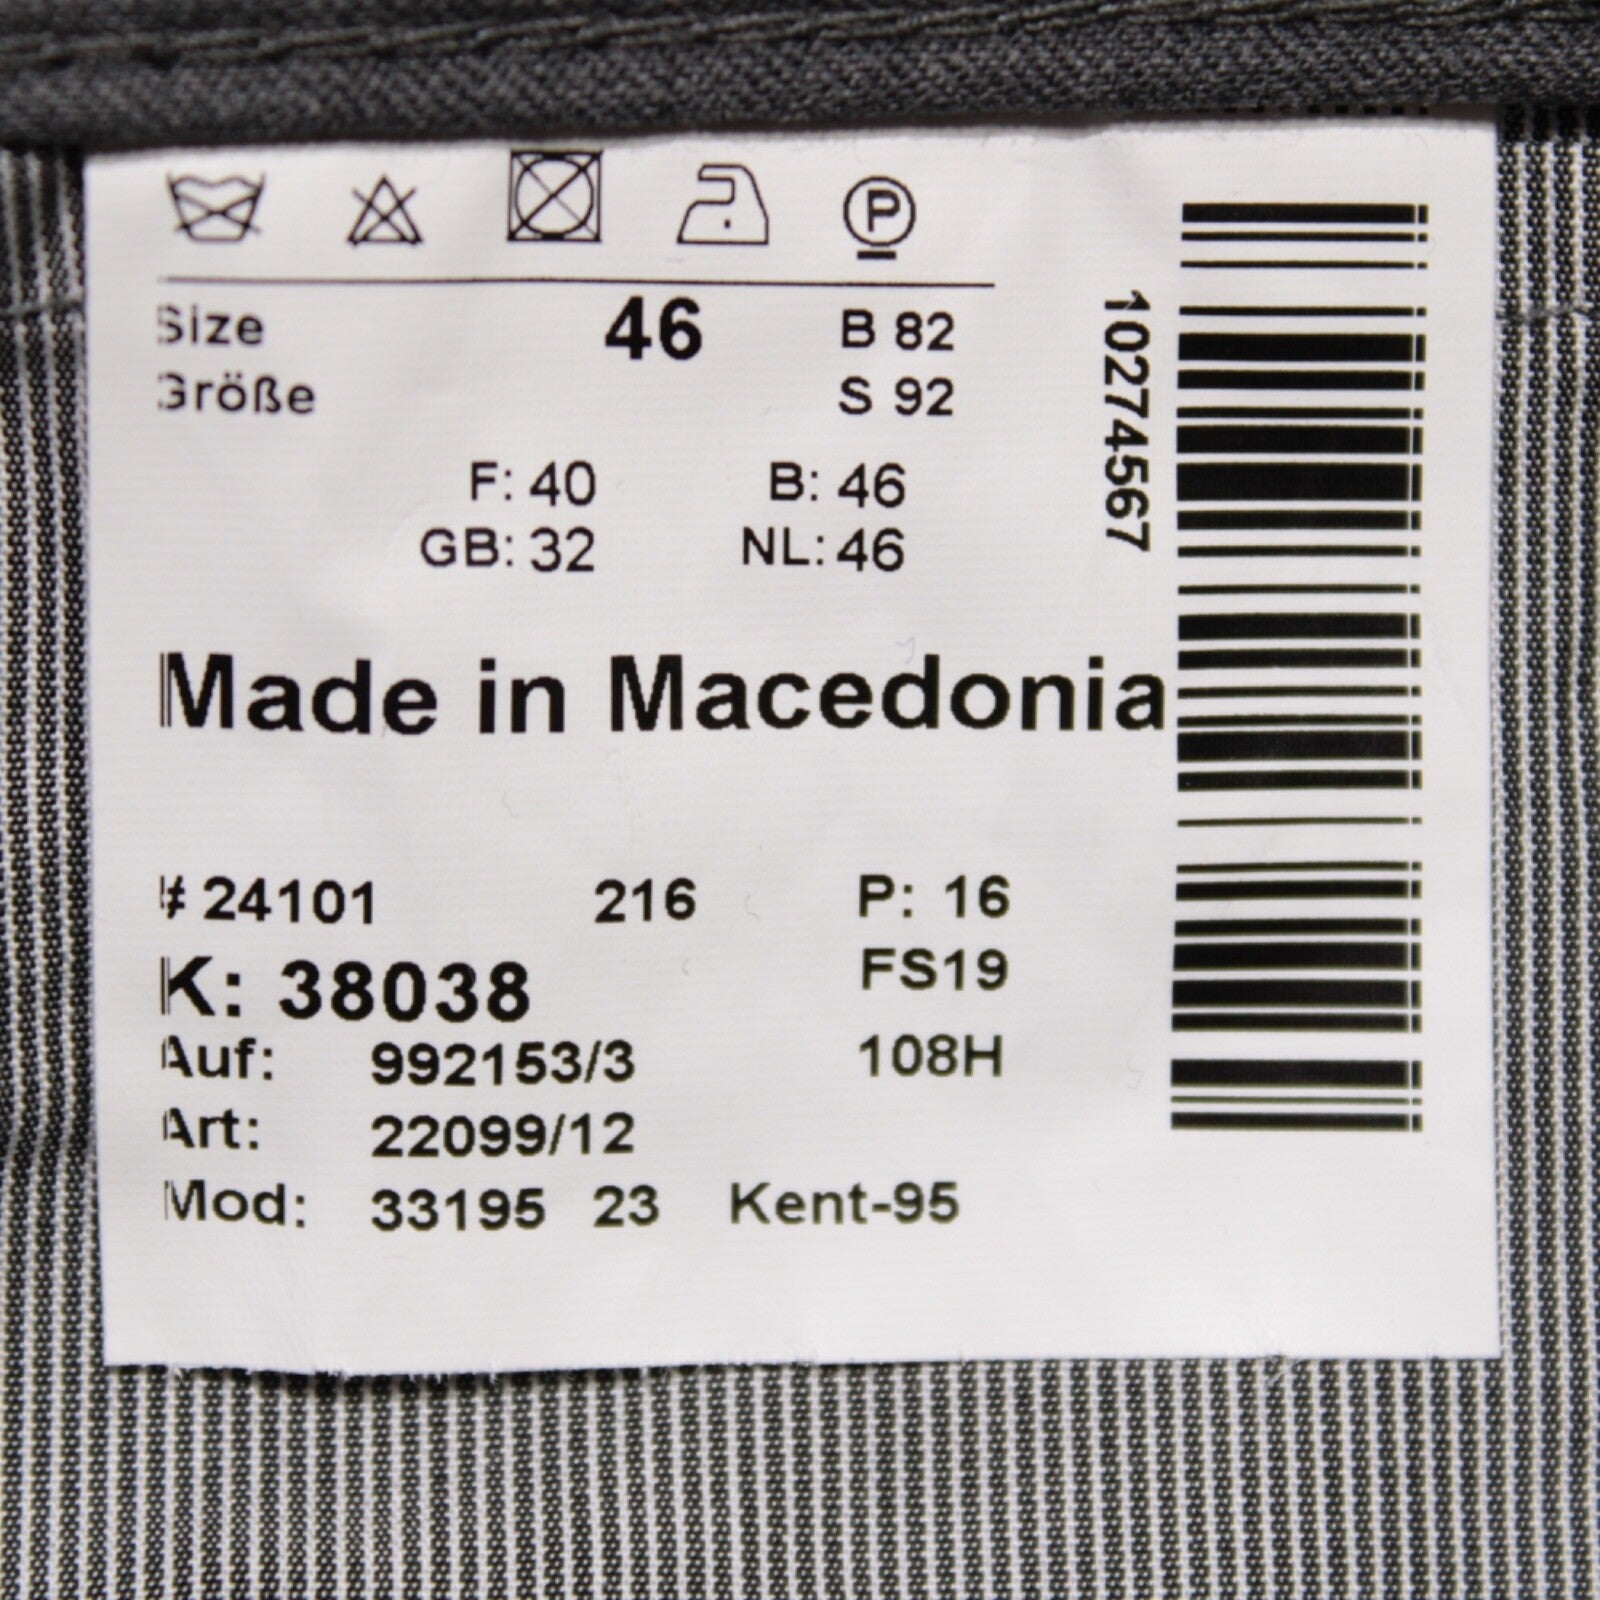 P
Size 46 B 82
Größe S 92
F: 40 B: 46
GB: 32 NL: 46
Made in Macedonia
# 24101 216 P: 16
K: 38038 FS19
Auf: 992153/3 108H
Art: 22099/12
Mod: 33195 23 Kent-95
10274567